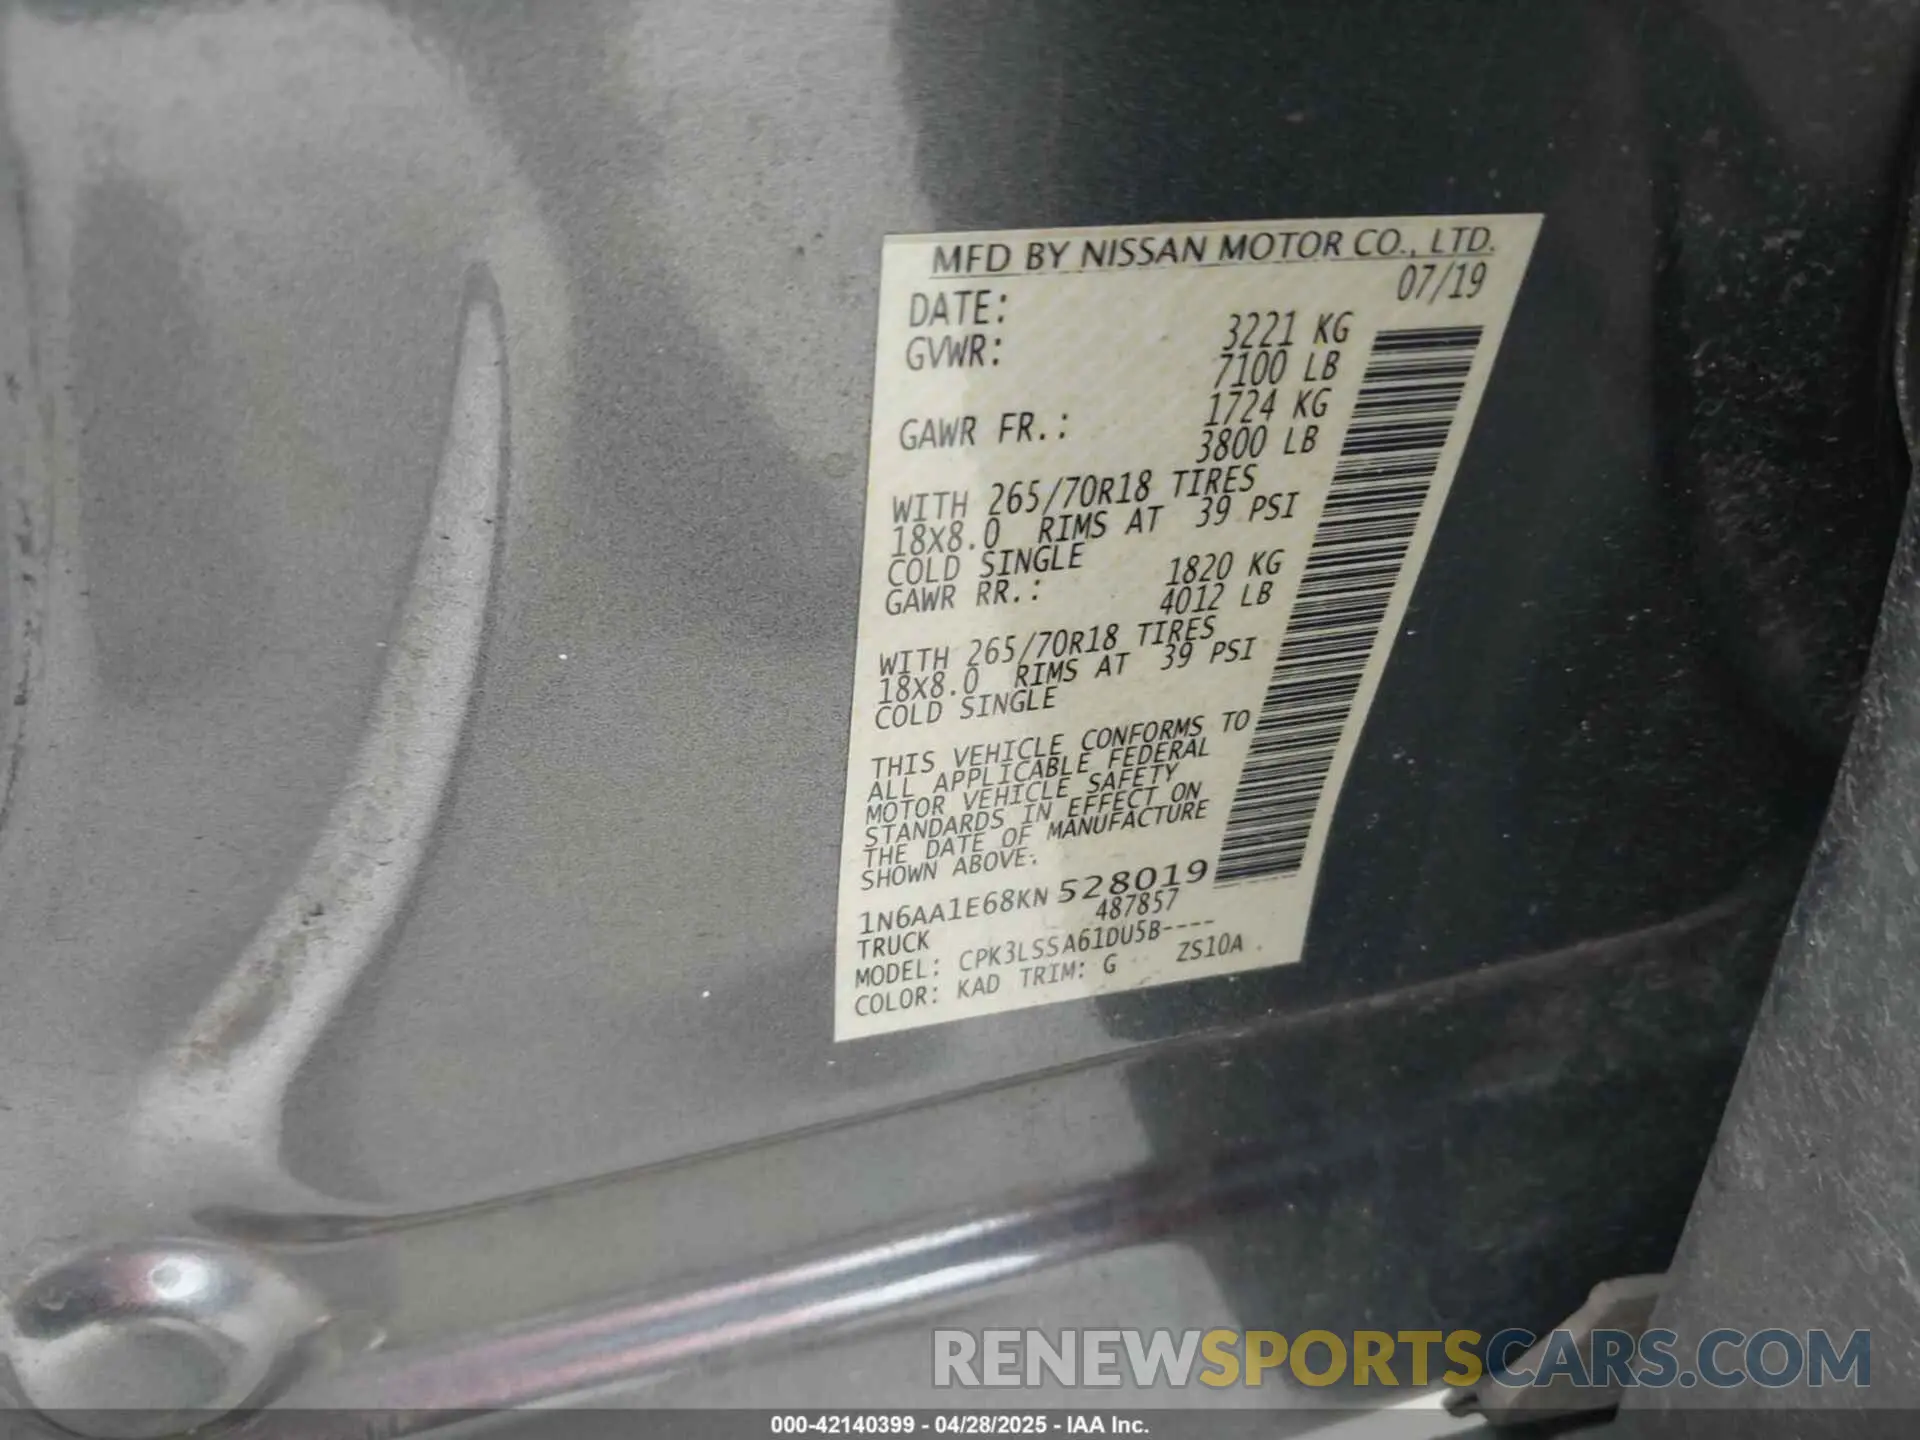 MFD BY NISSAN MOTOR CO., LTD.
DATE: 07/19
GVWR: 3221 KG
7100 LB
GAWR FR.: 1724 KG
3800 LB
WITH 265/70R18 TIRES
18X8.0 RIMS AT 39 PSI
COLD SINGLE
GAWR RR.: 1820 KG
4012 LB
WITH 265/70R18 TIRES
18X8.0 RIMS AT 39 PSI
COLD SINGLE
THIS VEHICLE CONFORMS TO
ALL APPLICABLE FEDERAL
MOTOR VEHICLE SAFETY
STANDARDS IN EFFECT ON
THE DATE OF MANUFACTURE
SHOWN ABOVE.
1N6AA1E68KN528019
TRUCK 487857
MODEL: CPK3LSSA61DU5B----
COLOR: KAD TRIM: G ZS10A
RENEWSPORTSCARS.COM
000-42140399 - 04/28/2025 - IAA Inc.